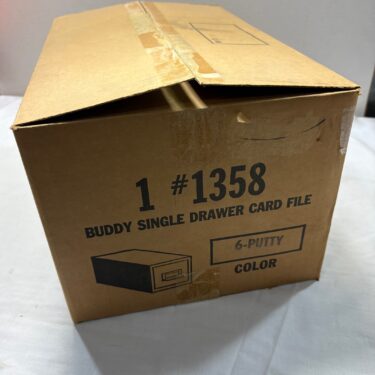 1 #1358
BUDDY SINGLE DRAWER CARD FILE
6-PUTTY
COLOR